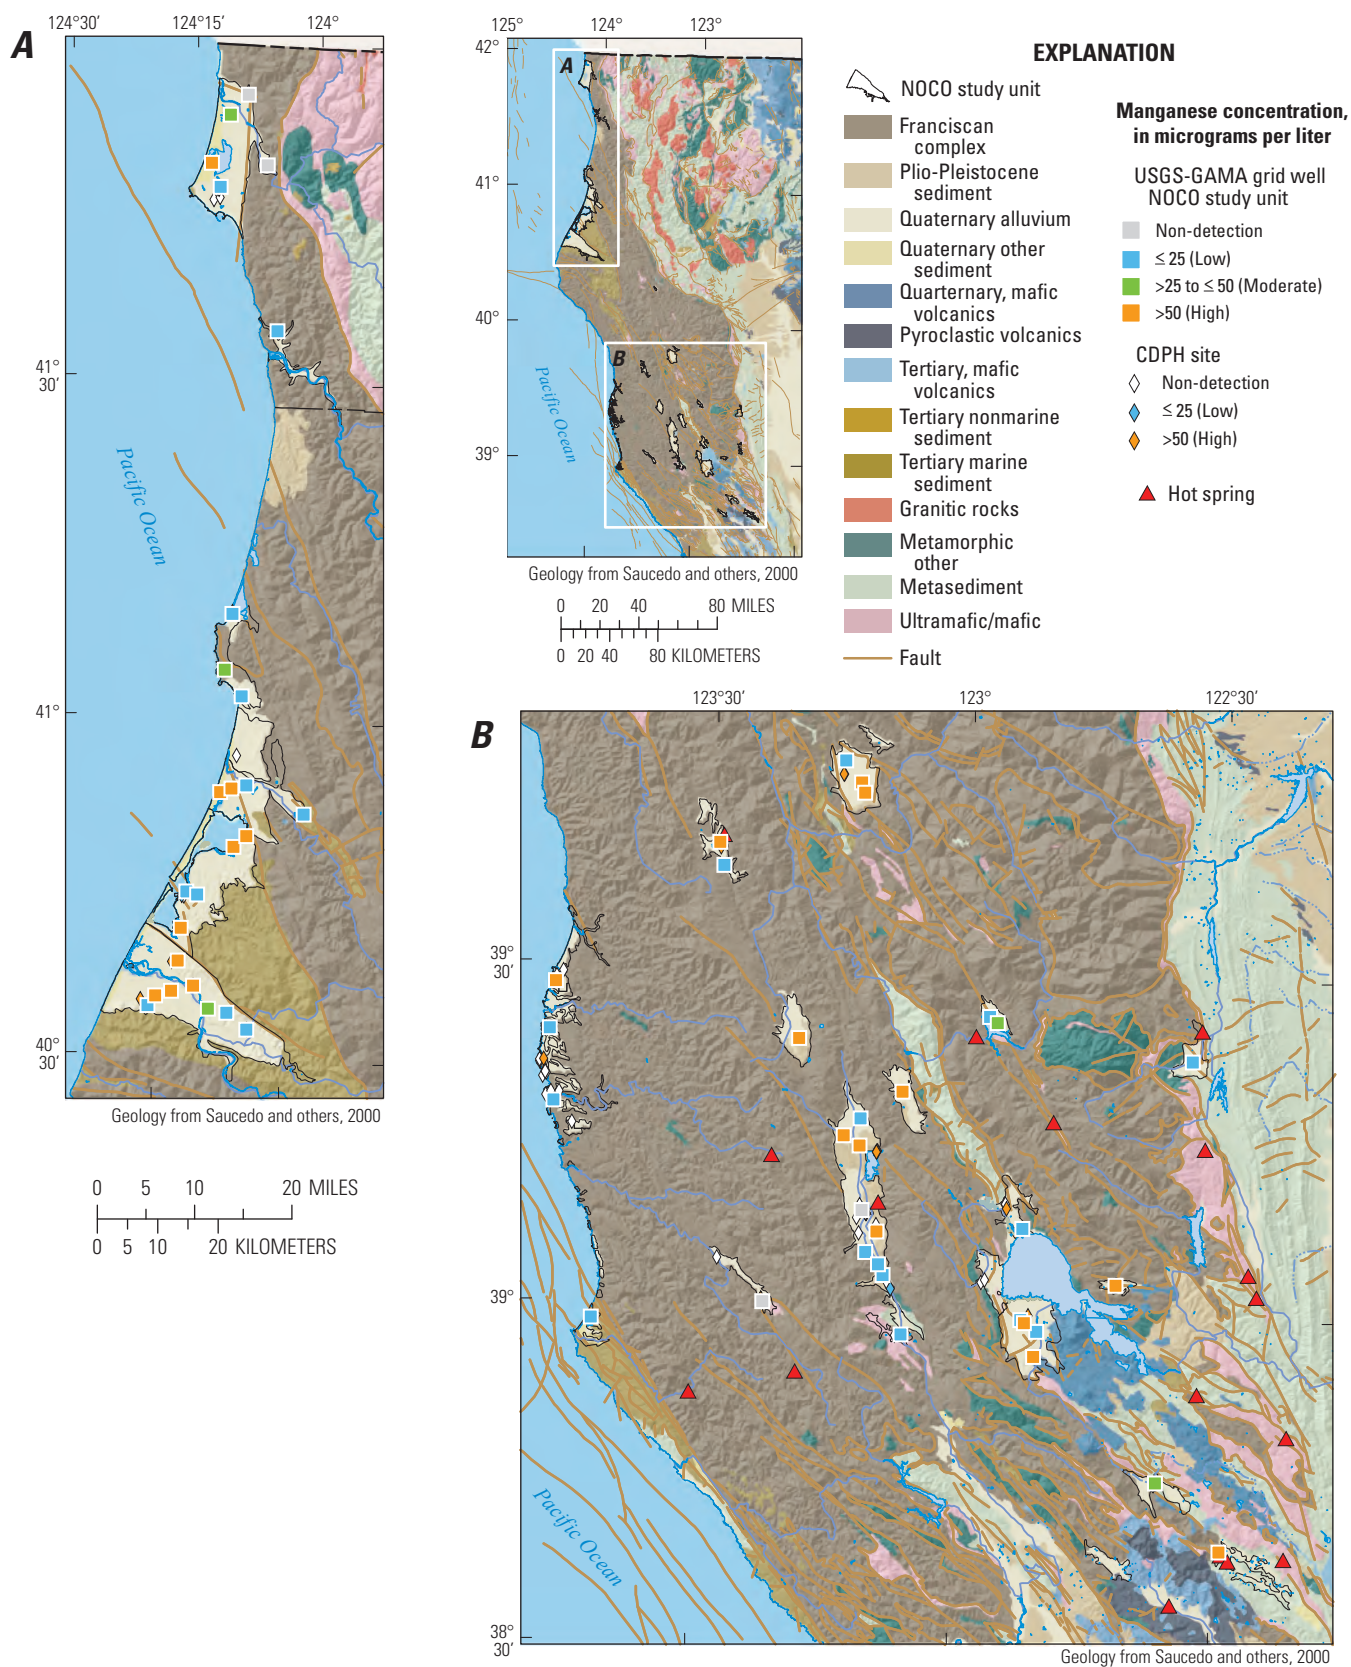 A
124°30′
124°15′
124°
41°
30′
41°
40°
30′
Pacific Ocean
Geology from Saucedo and others, 2000
0 5 10 20 MILES
0 5 10 20 KILOMETERS
125°
124°
123°
42°
41°
40°
39°
A
B
Pacific Ocean
Geology from Saucedo and others, 2000
0 20 40 80 MILES
0 20 40 80 KILOMETERS
EXPLANATION
NOCO study unit
Franciscan
complex
Plio-Pleistocene
sediment
Quaternary alluvium
Quaternary other
sediment
Quarternary, mafic
volcanics
Pyroclastic volcanics
Tertiary, mafic
volcanics
Tertiary nonmarine
sediment
Tertiary marine
sediment
Granitic rocks
Metamorphic
other
Metasediment
Ultramafic/mafic
Fault
Manganese concentration,
in micrograms per liter
USGS-GAMA grid well
NOCO study unit
Non-detection
≤ 25 (Low)
>25 to ≤ 50 (Moderate)
>50 (High)
CDPH site
Non-detection
≤ 25 (Low)
>50 (High)
Hot spring
B
123°30′
123°
122°30′
39°
30′
39°
38°
30′
Pacific Ocean
Geology from Saucedo and others, 2000